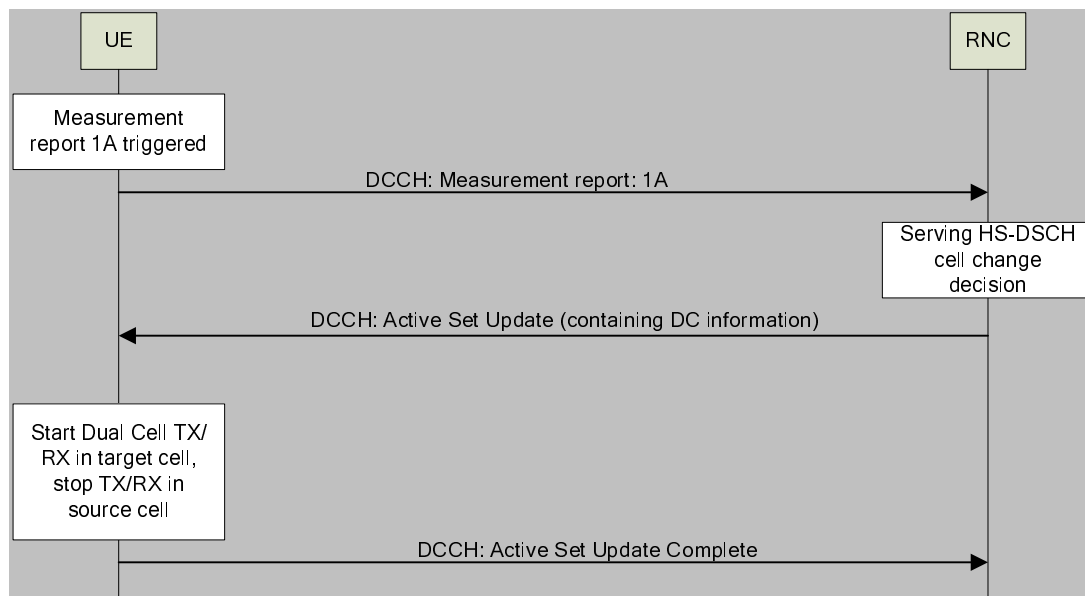 UE
RNC
Measurement
report 1A triggered
DCCH: Measurement report: 1A
Serving HS-DSCH
cell change
decision
DCCH: Active Set Update (containing DC information)
Start Dual Cell TX/
RX in target cell,
stop TX/RX in
source cell
DCCH: Active Set Update Complete